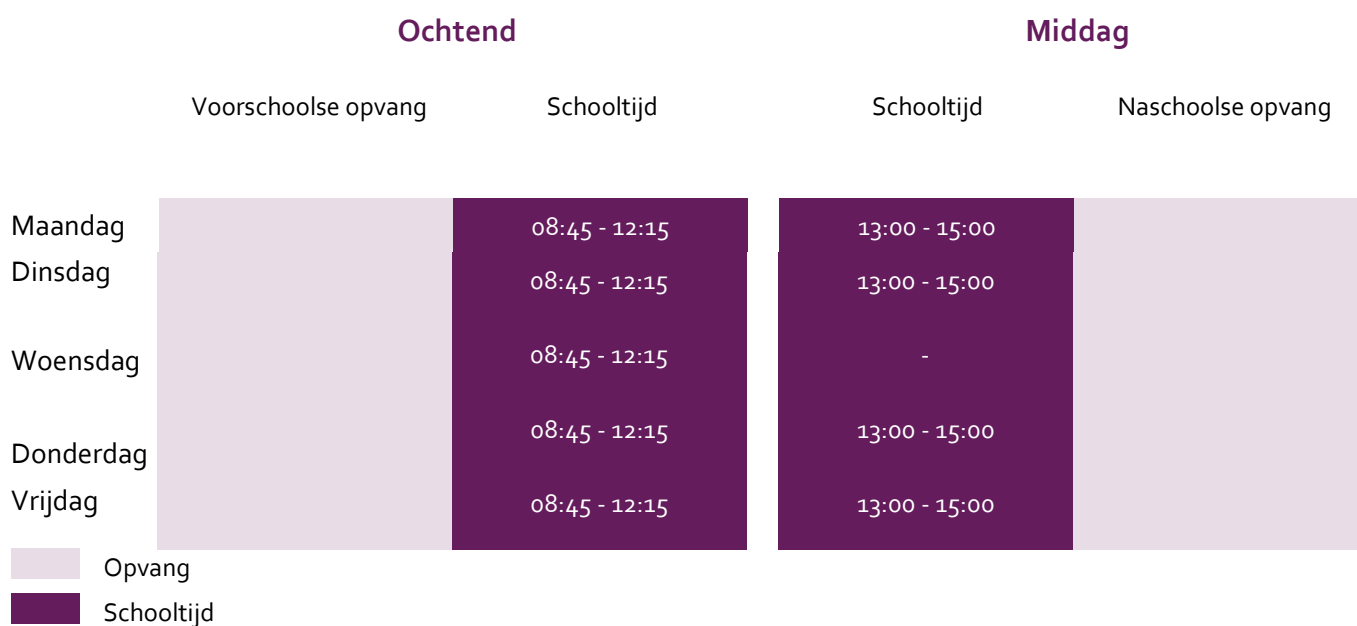 Ochtend Middag
Voorschoolse opvang Schooltijd Schooltijd Naschoolse opvang
Maandag 08:45 - 12:15 13:00 - 15:00
Dinsdag 08:45 - 12:15 13:00 - 15:00
Woensdag 08:45 - 12:15 -
Donderdag 08:45 - 12:15 13:00 - 15:00
Vrijdag 08:45 - 12:15 13:00 - 15:00
Opvang
Schooltijd